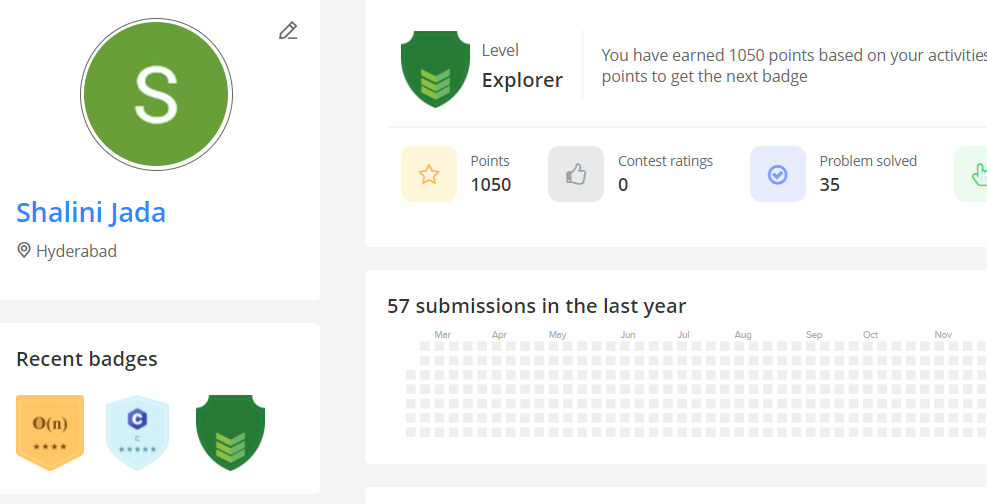 S
Shalini Jada
Hyderabad
Recent badges
O(n)
C
C
Level
Explorer
You have earned 1050 points based on your activities
points to get the next badge
Points
1050
Contest ratings
0
Problem solved
35
57 submissions in the last year
Mar Apr May Jun Jul Aug Sep Oct Nov